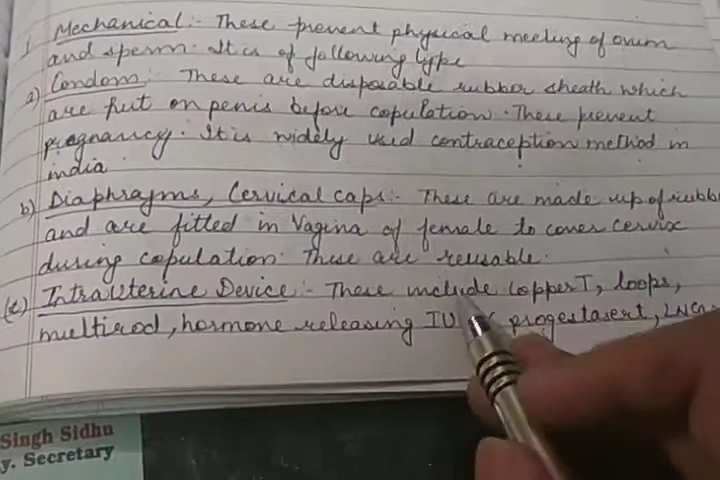 1. Mechanical :- These prevent physical meeting of ovum
and sperm. It is of following type
a) Condom :- These are disposable rubber sheath which
are put on penis before copulation. These prevent
pregnancy. It is widely used contraception method in
india
b) Diaphragms, Cervical caps :- These are made up of rubb
and are fitted in Vagina of female to cover cervix
during copulation. These are reusable.
(c) Intrauterine Device :- These include Copper T, loops,
multirod, hormone releasing IU progestasert, LNG
Singh Sidhu
y. Secretary